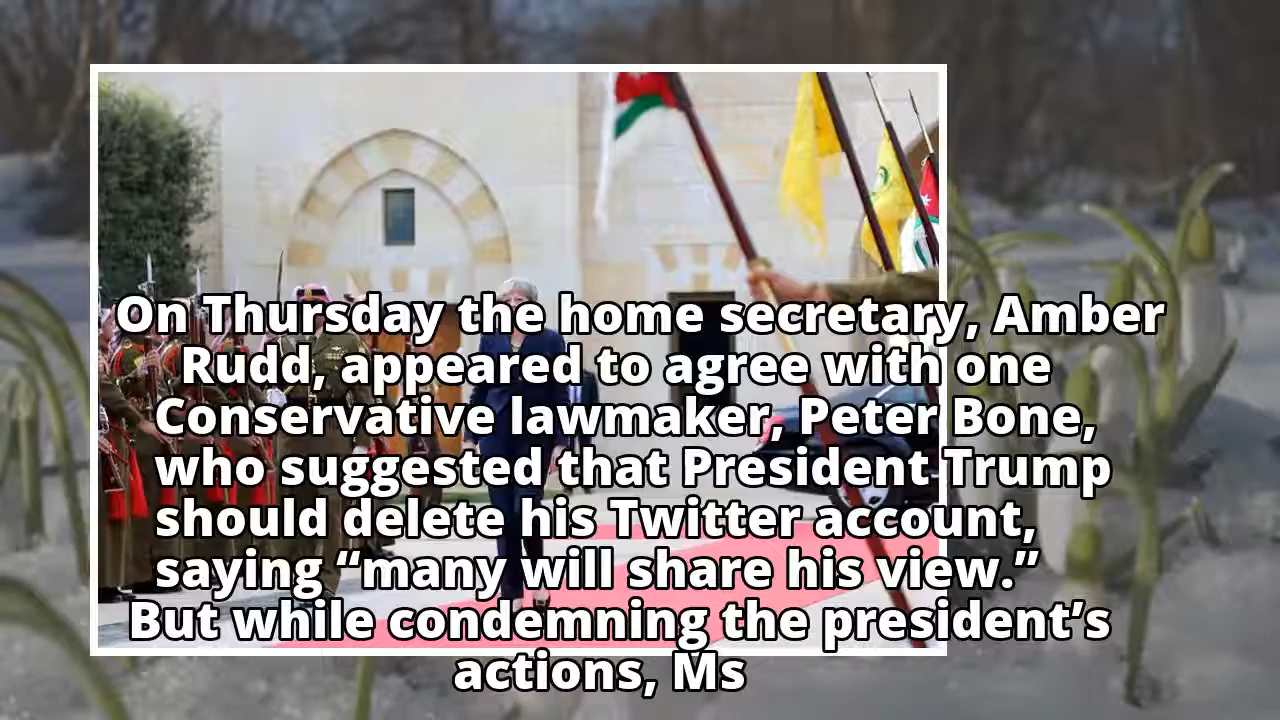 On Thursday the home secretary, Amber
Rudd, appeared to agree with one
Conservative lawmaker, Peter Bone,
who suggested that President Trump
should delete his Twitter account,
saying “many will share his view.”
But while condemning the president’s
actions, Ms